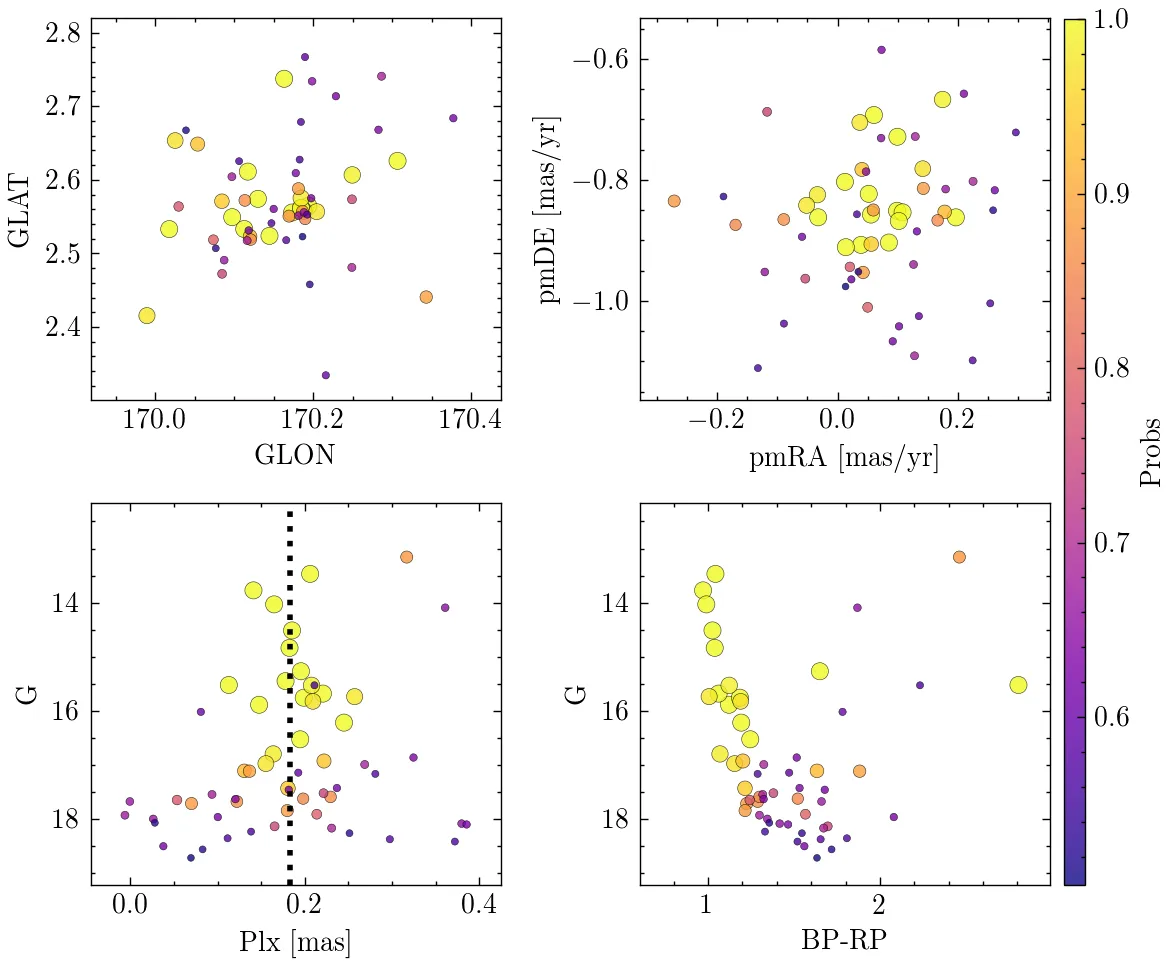 2.8
2.7
2.6
2.5
2.4
GLAT
170.0 170.2 170.4
GLON
−0.6
−0.8
−1.0
pmDE [mas/yr]
−0.2 0.0 0.2
pmRA [mas/yr]
1.0
0.9
0.8
0.7
0.6
Probs
14
16
18
G
0.0 0.2 0.4
Plx [mas]
14
16
18
G
1 2
BP-RP